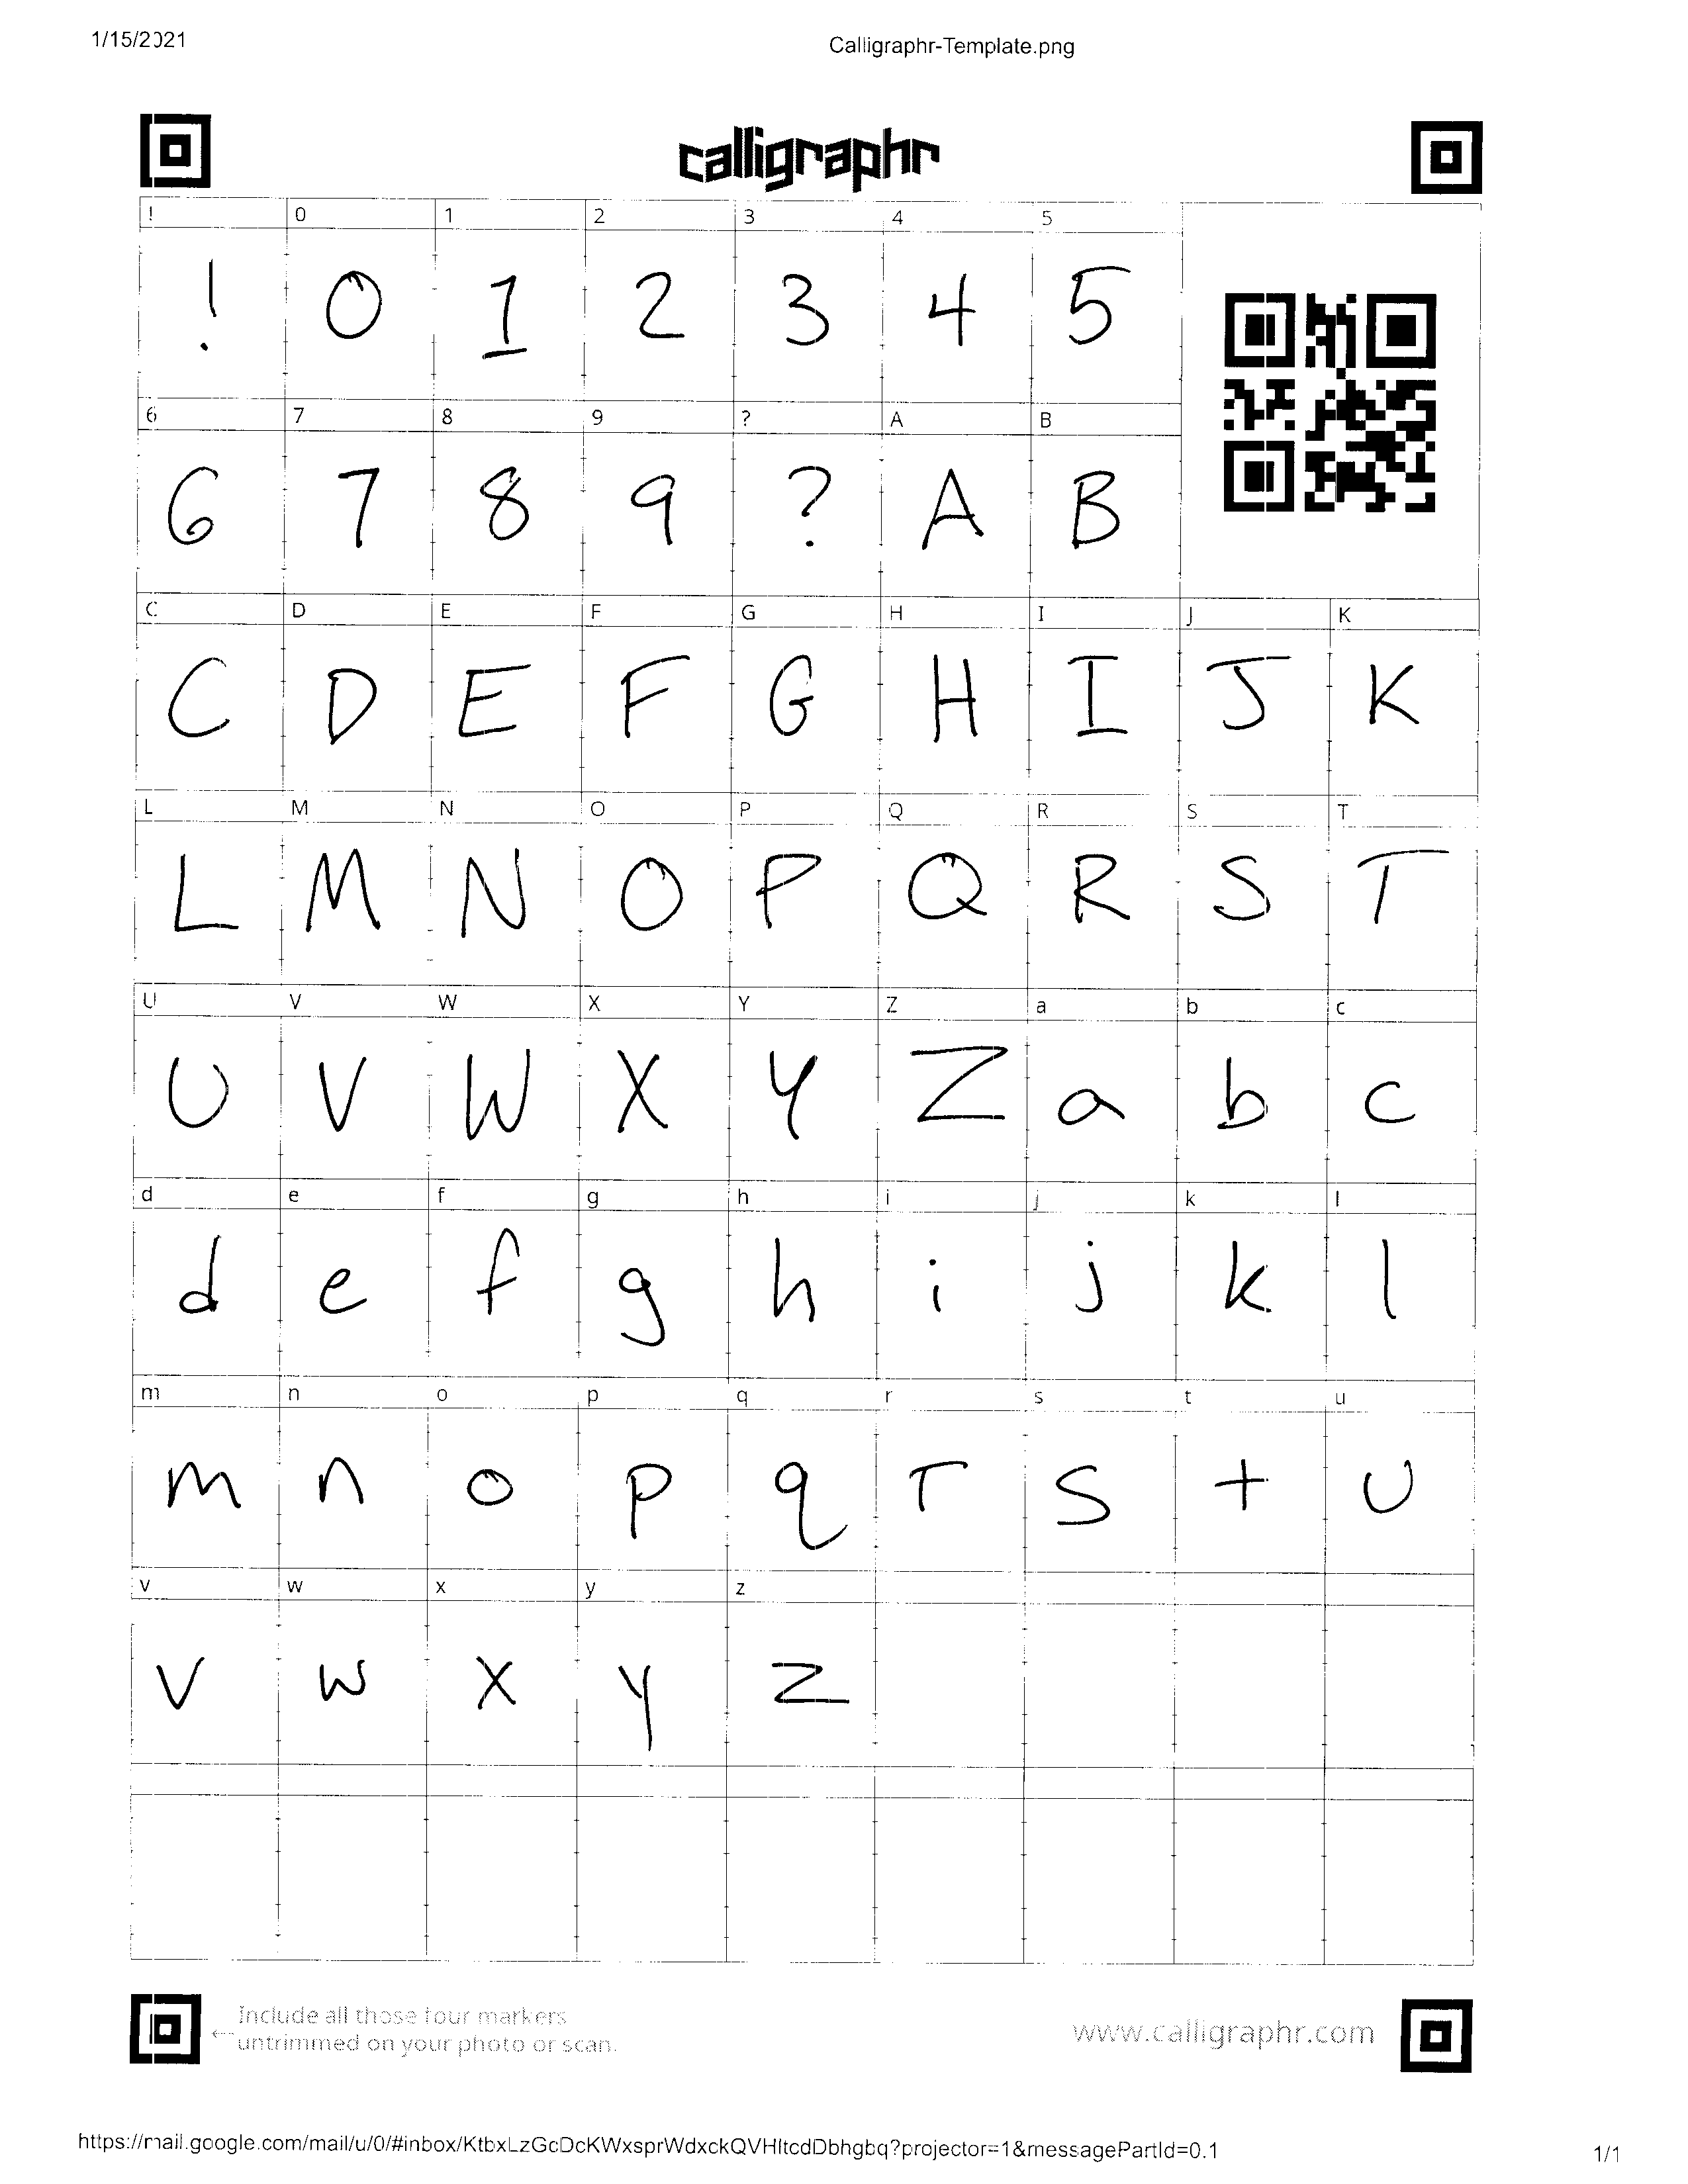 1/15/2021 Calligraphr-Template.png
calligraphr
! 0 1 2 3 4 5
! 0 1 2 3 4 5
6 7 8 9 ? A B
6 7 8 9 ? A B
C D E F G H I J K
C D E F G H I J K
L M N O P Q R S T
L M N O P Q R S T
U V W X Y Z a b c
U V W X Y Z a b c
d e f g h i j k l
d e f g h i j k l
m n o p q r s t u
m n o p q r s t u
v w x y z
v w x y z
Include all those four markers
← untrimmed on your photo or scan.
www.calligraphr.com
https://mail.google.com/mail/u/0/#inbox/KtbxLzGcDcKWxsprWdxckQVHltcdDbhgbq?projector=1&messagePartId=0.1 1/1